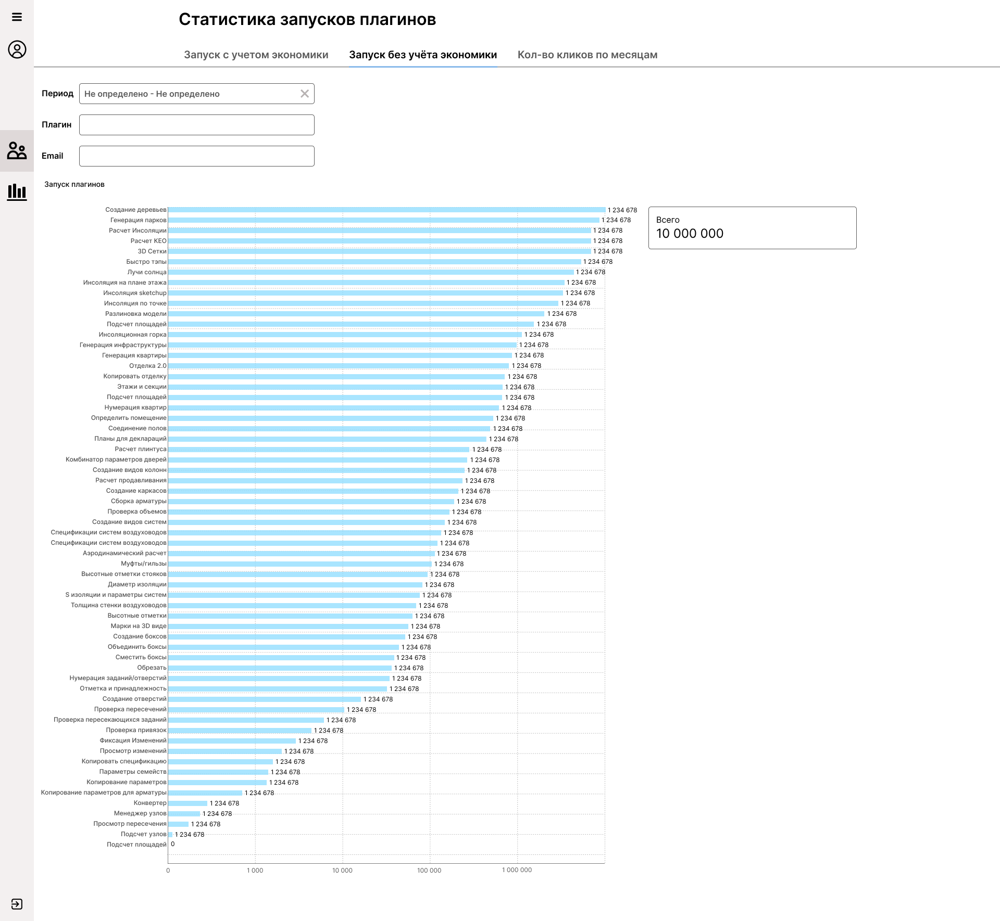 Статистика запусков плагинов
Запуск с учетом экономики Запуск без учёта экономики Кол-во кликов по месяцам
Период Не определено - Не определено
Плагин
Email
Запуск плагинов
Создание деревьев 1 234 678
Генерация парков 1 234 678
Расчет Инсоляции 1 234 678
Расчет КЕО 1 234 678
3D Сетки 1 234 678
Быстро тэпы 1 234 678
Лучи солнца 1 234 678
Инсоляция на плане этажа 1 234 678
Инсоляция sketchup 1 234 678
Инсоляция по точке 1 234 678
Разлиновка модели 1 234 678
Подсчет площадей 1 234 678
Инсоляционная горка 1 234 678
Генерация инфраструктуры 1 234 678
Генерация квартиры 1 234 678
Отделка 2.0 1 234 678
Копировать отделку 1 234 678
Этажи и секции 1 234 678
Подсчет площадей 1 234 678
Нумерация квартир 1 234 678
Определить помещение 1 234 678
Соединение полов 1 234 678
Планы для деклараций 1 234 678
Расчет плинтуса 1 234 678
Комбинатор параметров дверей 1 234 678
Создание видов колонн 1 234 678
Расчет продавливания 1 234 678
Создание каркасов 1 234 678
Сборка арматуры 1 234 678
Проверка объемов 1 234 678
Создание видов систем 1 234 678
Спецификации систем воздуховодов 1 234 678
Спецификации систем воздуховодов 1 234 678
Аэродинамический расчет 1 234 678
Муфты/гильзы 1 234 678
Высотные отметки стояков 1 234 678
Диаметр изоляции 1 234 678
S изоляции и параметры систем 1 234 678
Толщина стенки воздуховодов 1 234 678
Высотные отметки 1 234 678
Марки на 3D виде 1 234 678
Создание боксов 1 234 678
Объединить боксы 1 234 678
Сместить боксы 1 234 678
Обрезать 1 234 678
Нумерация заданий/отверстий 1 234 678
Отметка и принадлежность 1 234 678
Создание отверстий 1 234 678
Проверка пересечений 1 234 678
Проверка пересекающихся заданий 1 234 678
Проверка привязок 1 234 678
Фиксация Изменений 1 234 678
Просмотр изменений 1 234 678
Копировать спецификацию 1 234 678
Параметры семейств 1 234 678
Копирование параметров 1 234 678
Копирование параметров для арматуры 1 234 678
Конвертер 1 234 678
Менеджер узлов 1 234 678
Просмотр пересечения 1 234 678
Подсчет узлов 1 234 678
Подсчет площадей 0
0 1 000 10 000 100 000 1 000 000
Всего
10 000 000